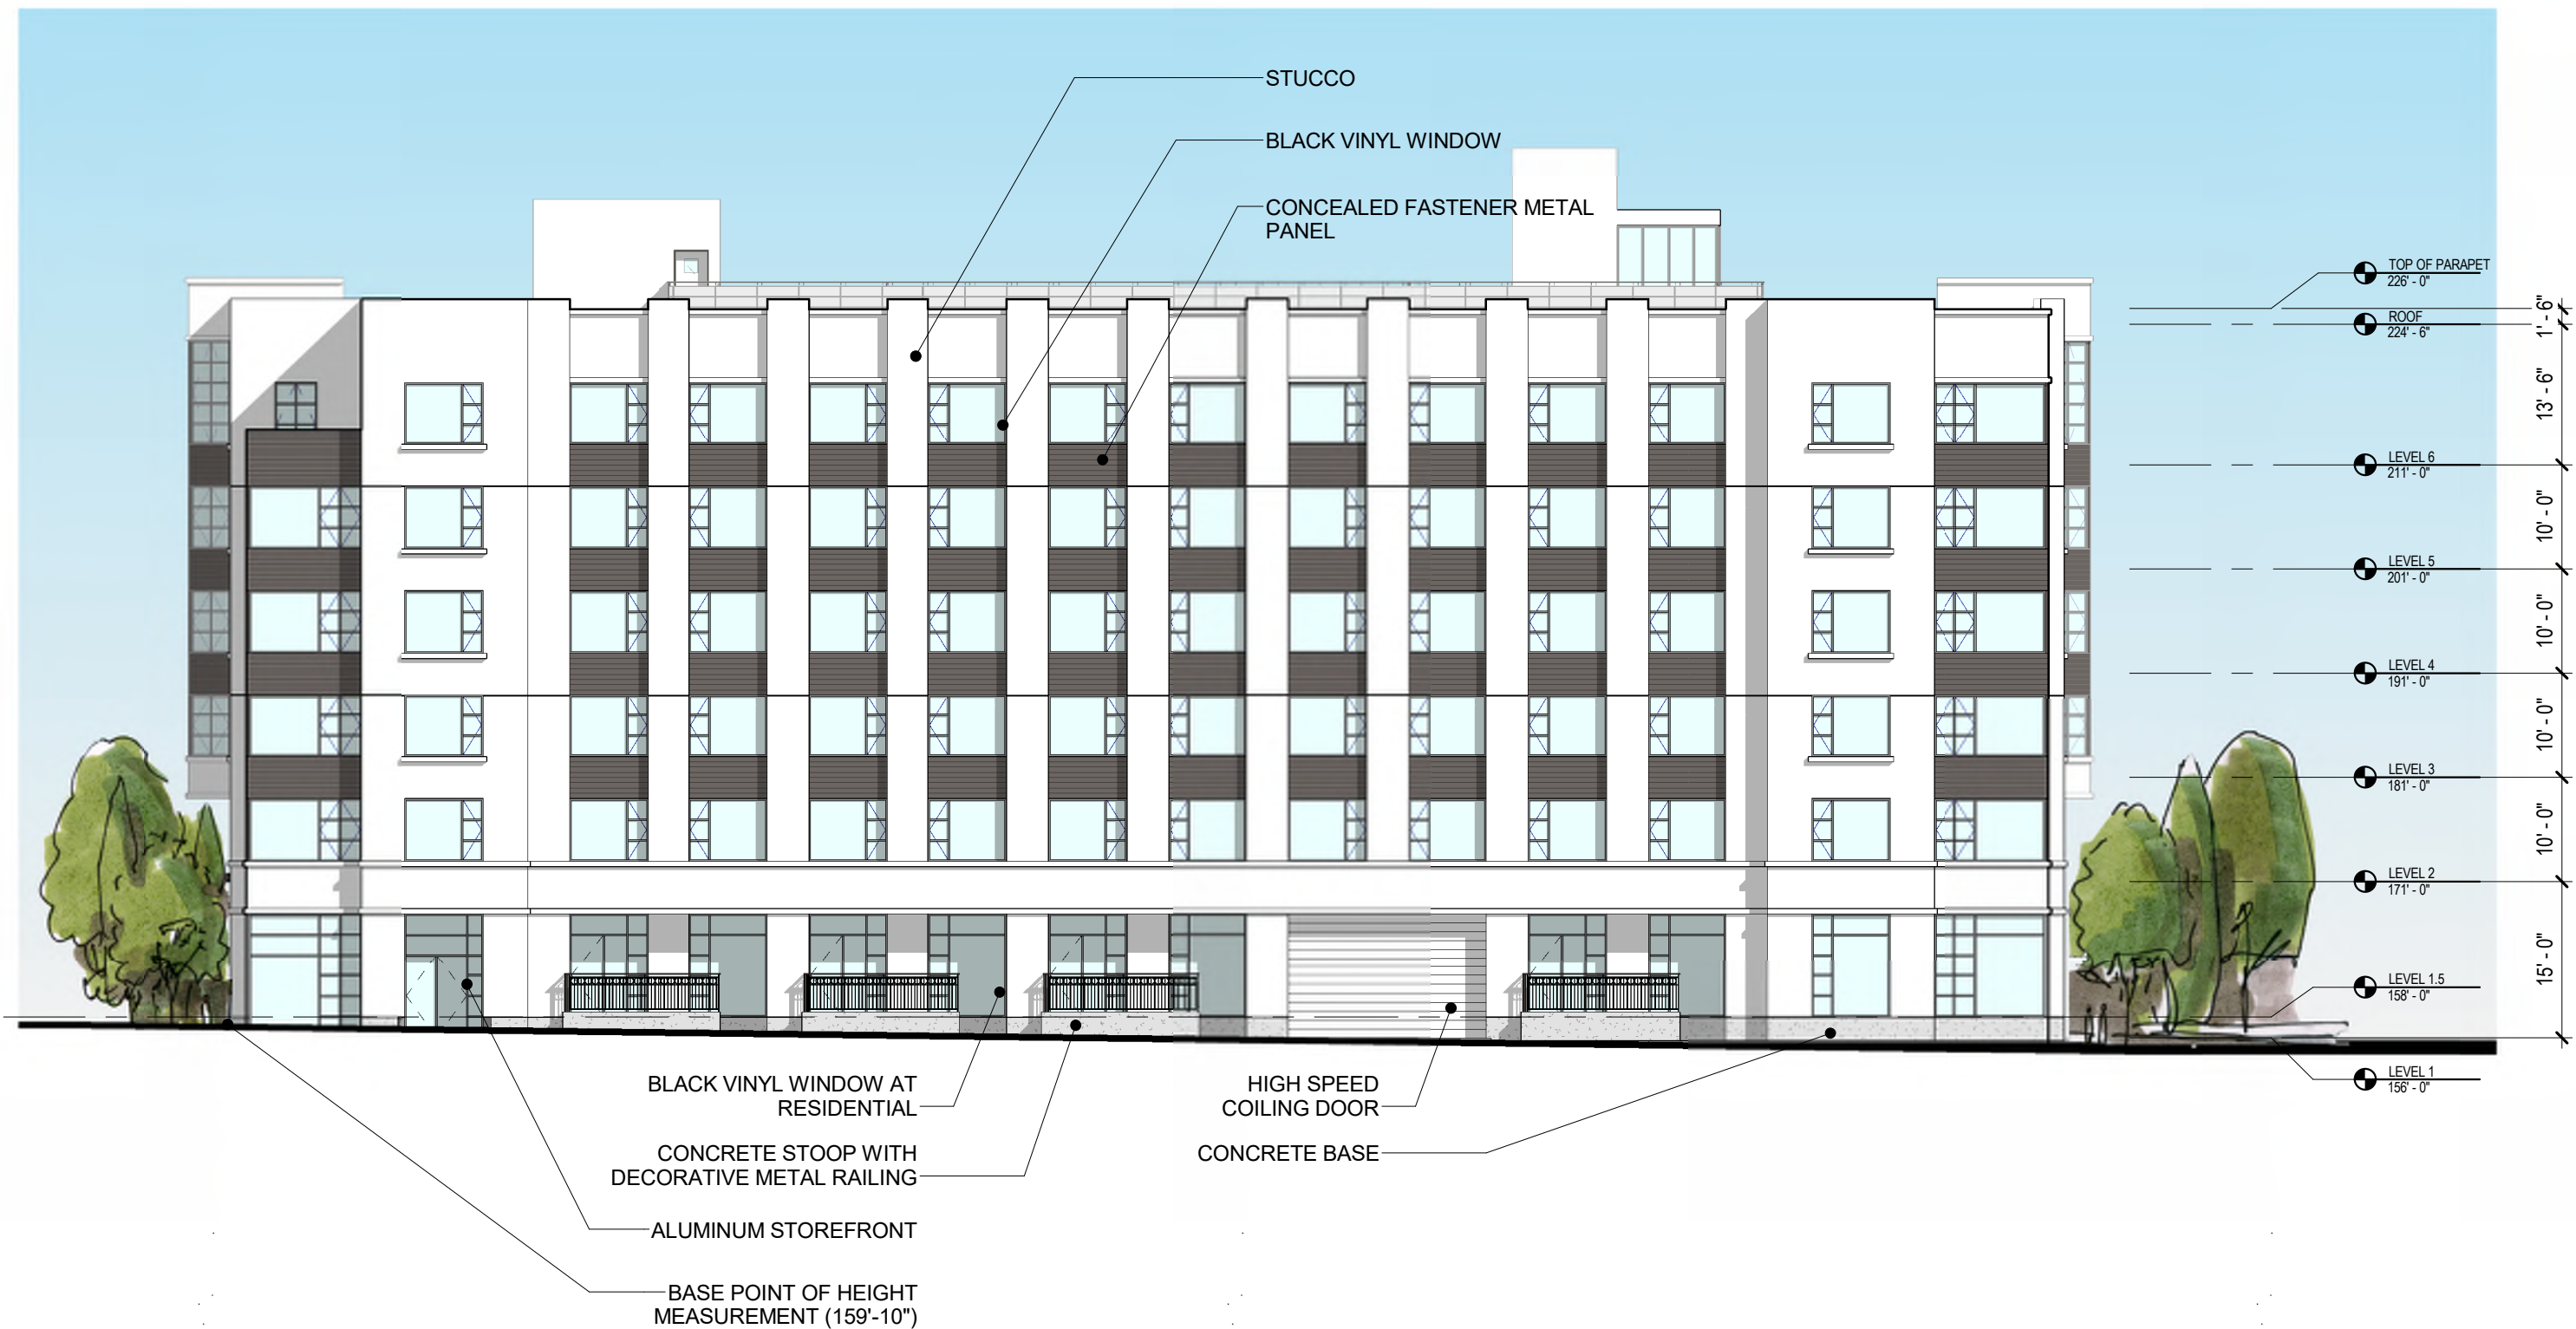 STUCCO
BLACK VINYL WINDOW
CONCEALED FASTENER METAL
PANEL
TOP OF PARAPET
226' - 0"
1' - 6"
ROOF
224' - 6"
13' - 6"
LEVEL 6
211' - 0"
10' - 0"
LEVEL 5
201' - 0"
10' - 0"
LEVEL 4
191' - 0"
10' - 0"
LEVEL 3
181' - 0"
10' - 0"
LEVEL 2
171' - 0"
15' - 0"
LEVEL 1.5
158' - 0"
LEVEL 1
156' - 0"
BLACK VINYL WINDOW AT
RESIDENTIAL
HIGH SPEED
COILING DOOR
CONCRETE STOOP WITH
DECORATIVE METAL RAILING
CONCRETE BASE
ALUMINUM STOREFRONT
BASE POINT OF HEIGHT
MEASUREMENT (159'-10")